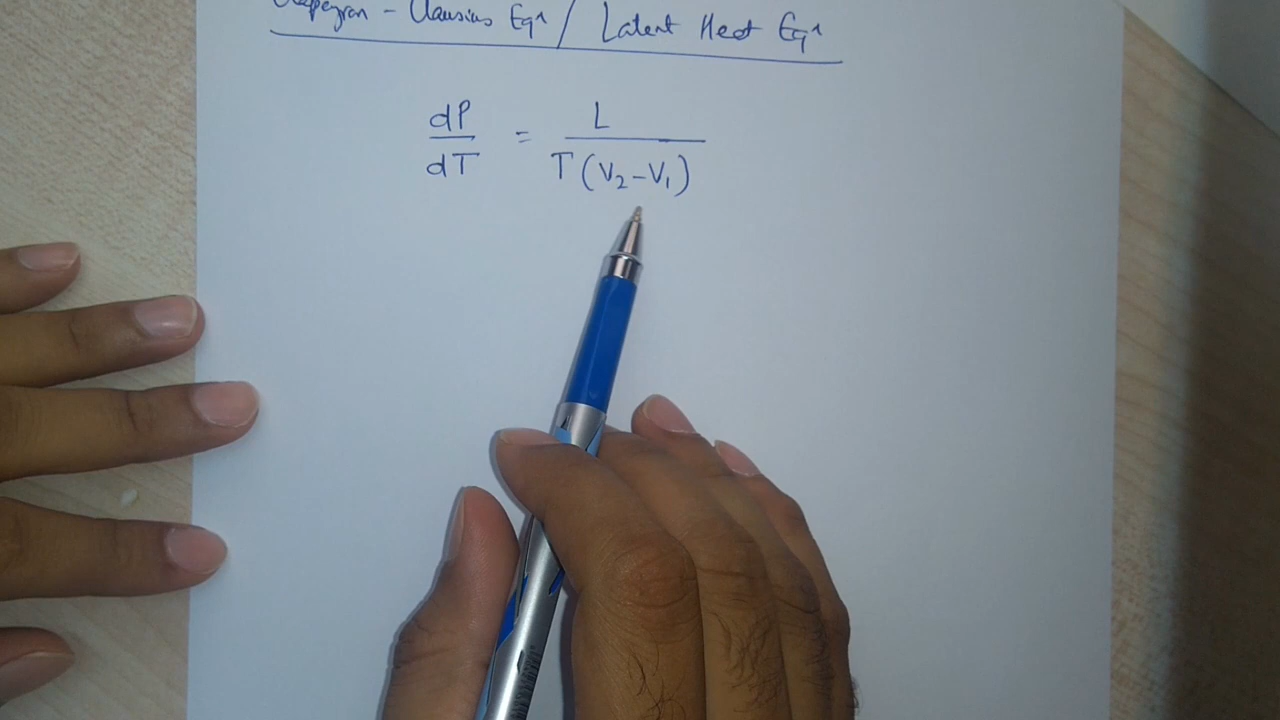 Clapeyron - Clausius Eqⁿ / Latent Heat Eqⁿ
dP/dT = L/T(V₂-V₁)